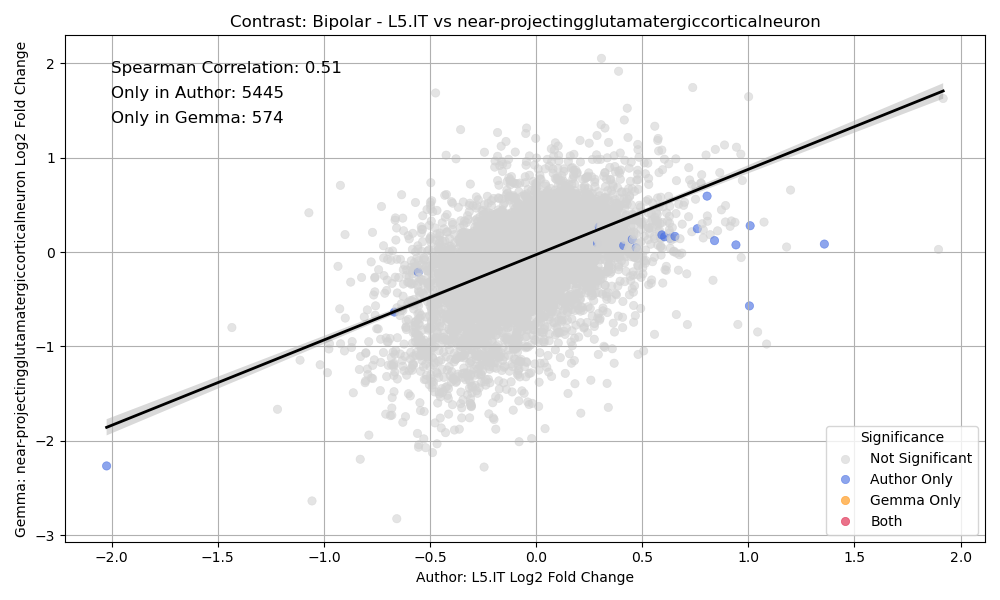 Contrast: Bipolar - L5.IT vs near-projectingglutamatergiccorticalneuron
Gemma: near-projectingglutamatergiccorticalneuron Log2 Fold Change
2
1
0
−1
−2
−3
Spearman Correlation: 0.51
Only in Author: 5445
Only in Gemma: 574
Significance
Not Significant
Author Only
Gemma Only
Both
−2.0 −1.5 −1.0 −0.5 0.0 0.5 1.0 1.5 2.0
Author: L5.IT Log2 Fold Change